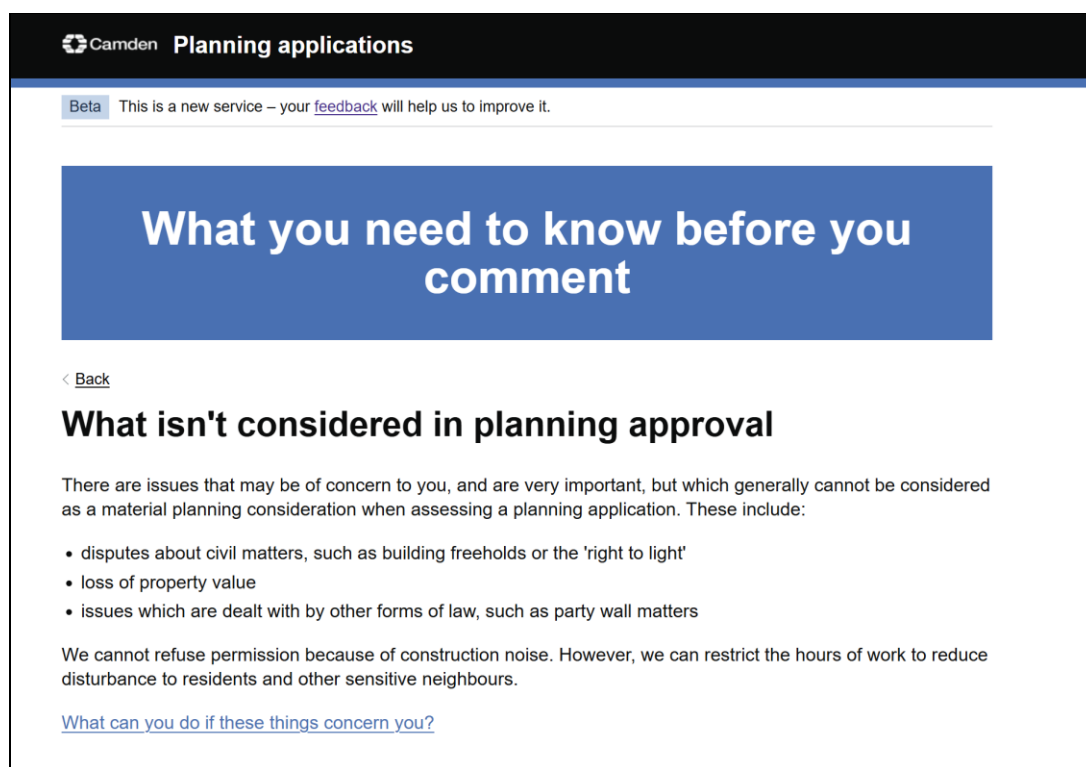 Camden Planning applications
Beta This is a new service – your feedback will help us to improve it.
What you need to know before you
comment
< Back
What isn't considered in planning approval
There are issues that may be of concern to you, and are very important, but which generally cannot be considered
as a material planning consideration when assessing a planning application. These include:
• disputes about civil matters, such as building freeholds or the 'right to light'
• loss of property value
• issues which are dealt with by other forms of law, such as party wall matters
We cannot refuse permission because of construction noise. However, we can restrict the hours of work to reduce
disturbance to residents and other sensitive neighbours.
What can you do if these things concern you?